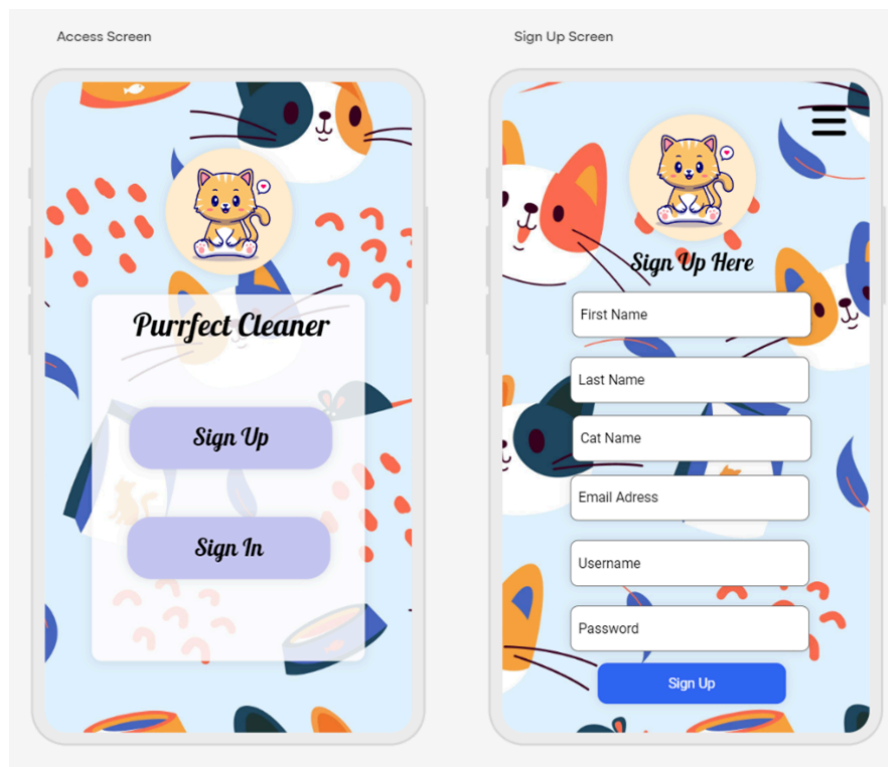 Access Screen
Purrfect Cleaner
Sign Up
Sign In
Sign Up Screen
Sign Up Here
First Name
Last Name
Cat Name
Email Adress
Username
Password
Sign Up